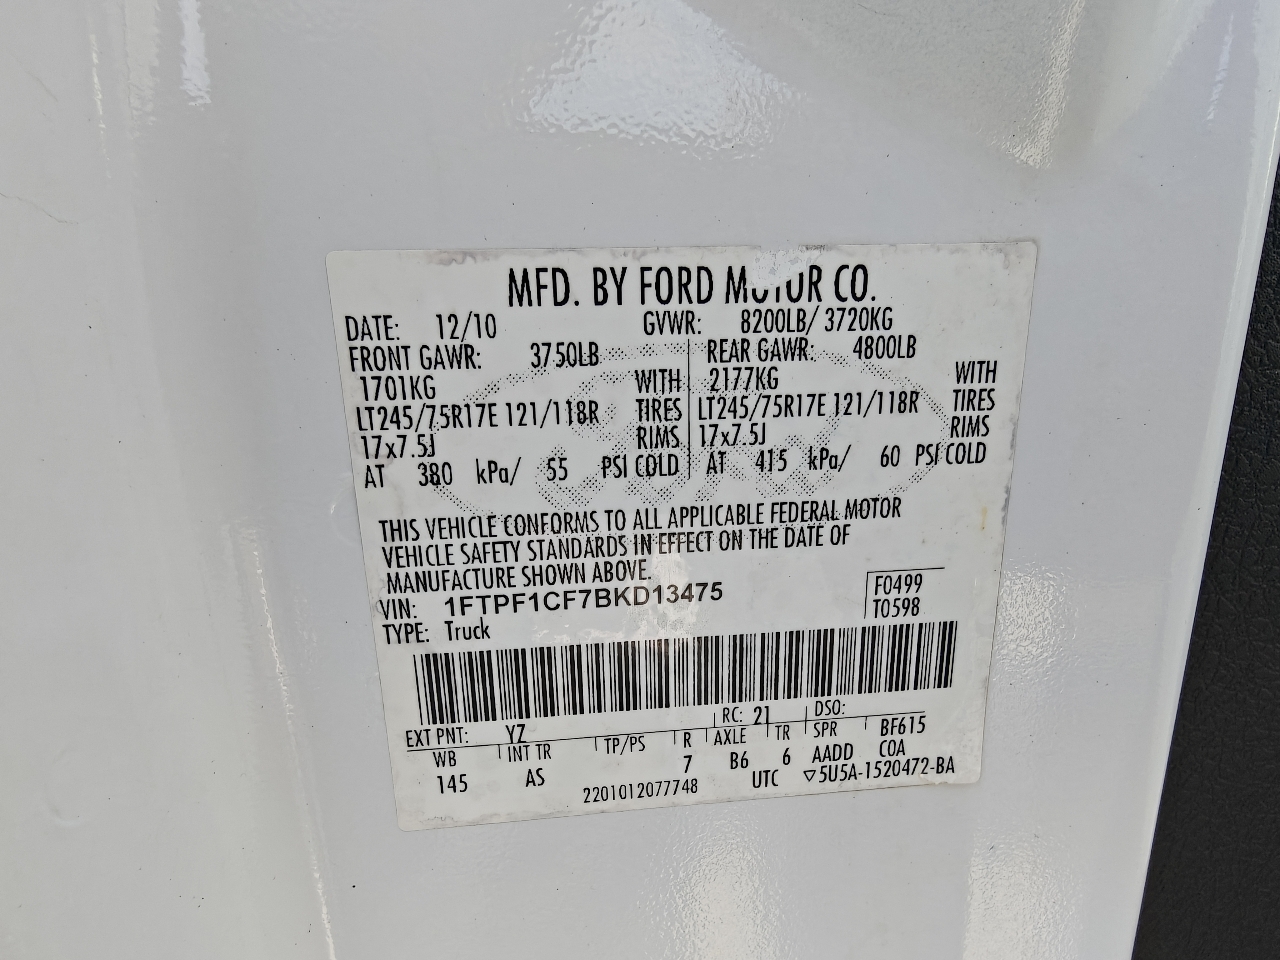 MFD. BY FORD MOTOR CO.
DATE: 12/10 GVWR: 8200LB/ 3720KG
FRONT GAWR: 3750LB REAR GAWR: 4800LB
1701KG WITH 2177KG WITH
LT245/75R17E 121/118R TIRES LT245/75R17E 121/118R TIRES
17x7.5J RIMS 17x7.5J RIMS
AT 380 kPa/ 55 PSI COLD AT 415 kPa/ 60 PSI COLD
THIS VEHICLE CONFORMS TO ALL APPLICABLE FEDERAL MOTOR
VEHICLE SAFETY STANDARDS IN EFFECT ON THE DATE OF
MANUFACTURE SHOWN ABOVE.
VIN: 1FTPF1CF7BKD13475 F0499
TYPE: Truck T0598
EXT PNT: YZ RC: 21 DSO:
WB INT TR TP/PS R AXLE TR SPR BF615
145 AS 7 B6 6 AADD COA
2201012077748 UTC ▽5U5A-1520472-BA